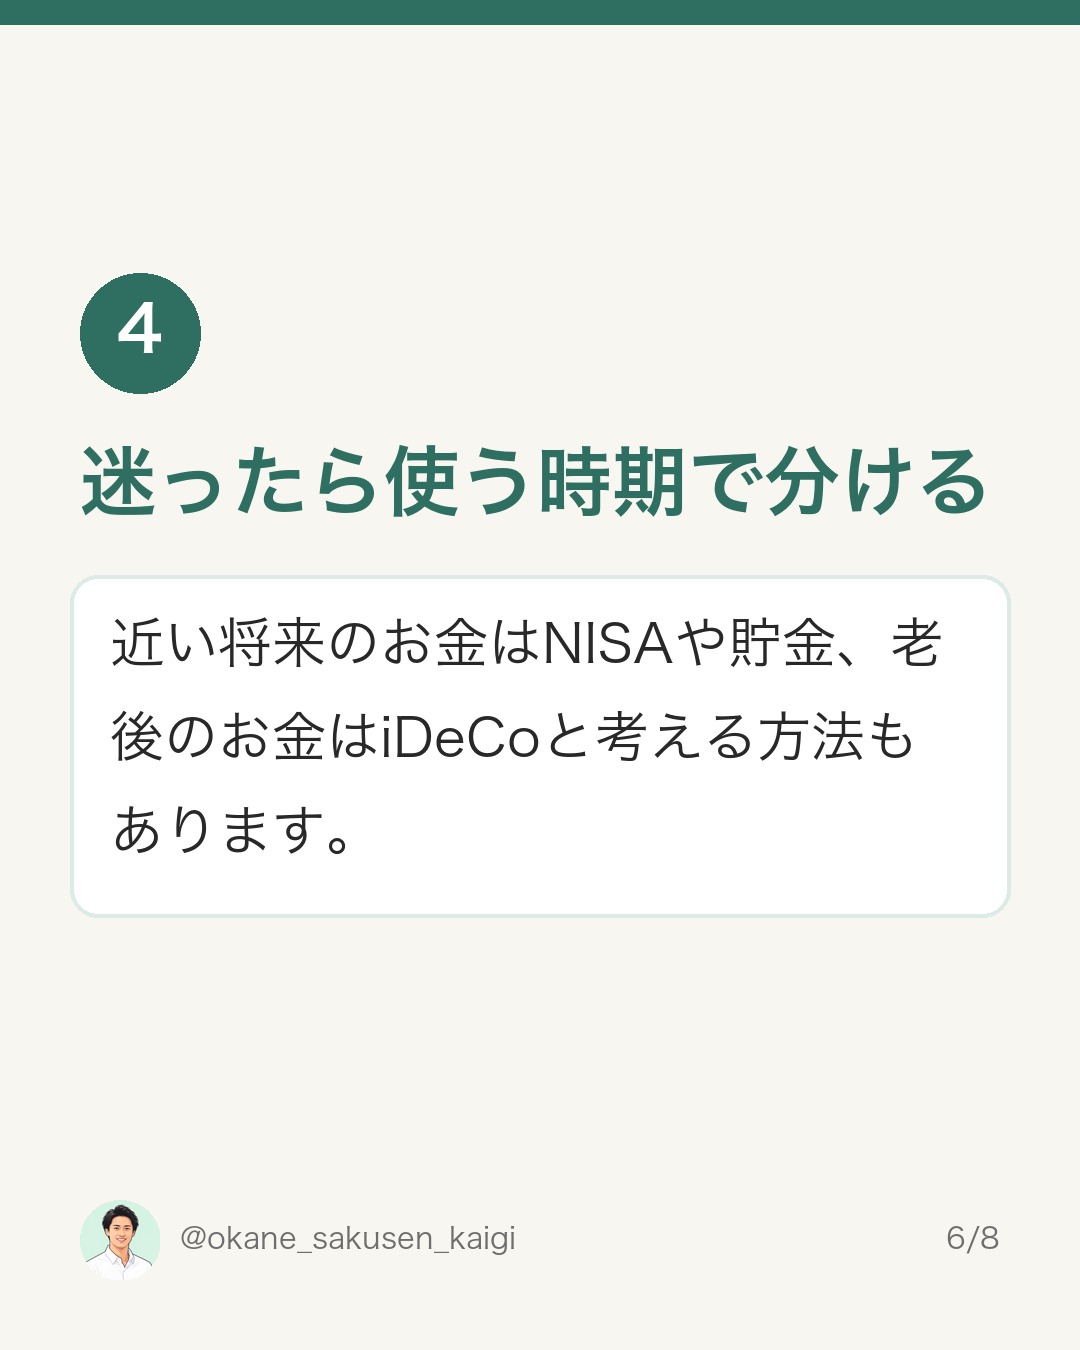 4
迷ったら使う時期で分ける
近い将来のお金はNISAや貯金、老
後のお金はiDeCoと考える方法も
あります。
@okane_sakusen_kaigi
6/8